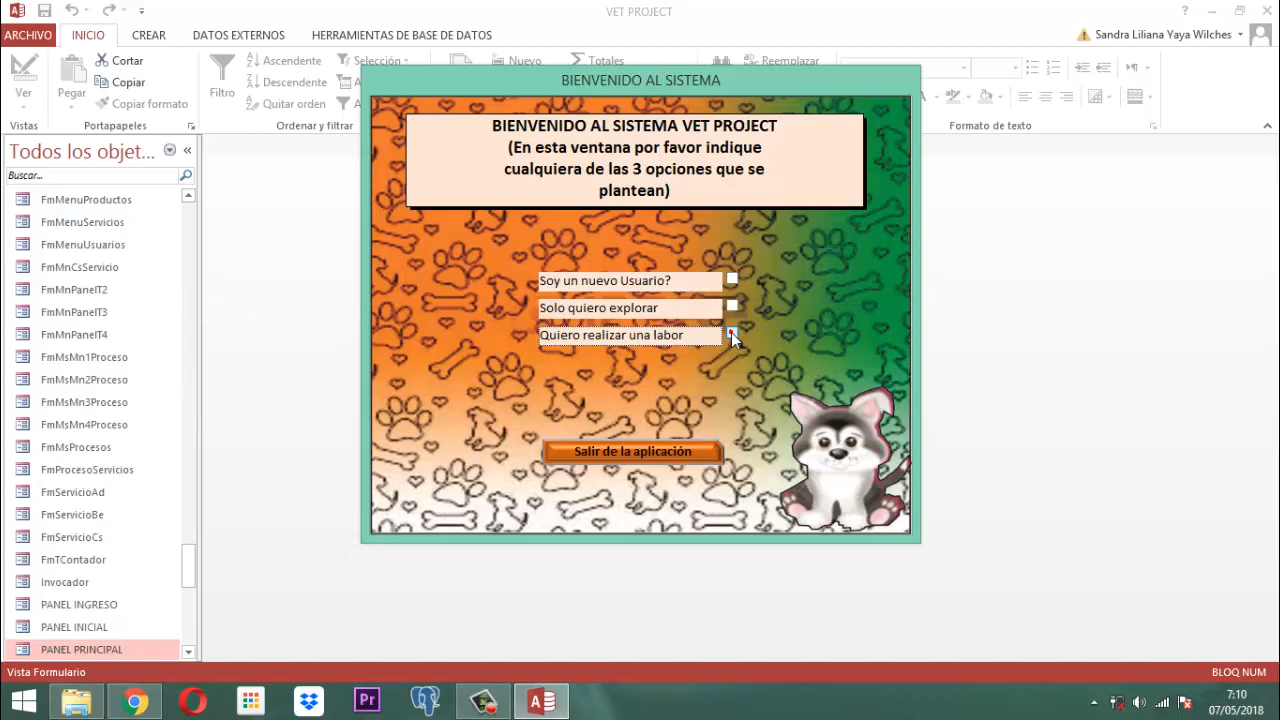 VET PROJECT
?
ARCHIVO INICIO CREAR DATOS EXTERNOS HERRAMIENTAS DE BASE DE DATOS
Sandra Liliana Yaya Wilches
Ver
Vistas
Pegar
Cortar
Copiar
Copiar formato
Portapapeles
Filtro
Ascendente
Descendente
Quitar orden
Selección
Ordenar y filtrar
Nuevo
Totales
Reemplazar
Formato de texto
BIENVENIDO AL SISTEMA
BIENVENIDO AL SISTEMA VET PROJECT
(En esta ventana por favor indique
cualquiera de las 3 opciones que se
plantean)
Soy un nuevo Usuario?
Solo quiero explorar
Quiero realizar una labor
Salir de la aplicación
Todos los objet...
Buscar...
FmMenuProductos
FmMenuServicios
FmMenuUsuarios
FmMnCsServicio
FmMnPanelT2
FmMnPanelT3
FmMnPanelT4
FmMsMn1Proceso
FmMsMn2Proceso
FmMsMn3Proceso
FmMsMn4Proceso
FmMsProcesos
FmProcesoServicios
FmServicioAd
FmServicioBe
FmServicioCs
FmTContador
Invocador
PANEL INGRESO
PANEL INICIAL
PANEL PRINCIPAL
Vista Formulario
BLOQ NUM
Pr
7:10
07/05/2018